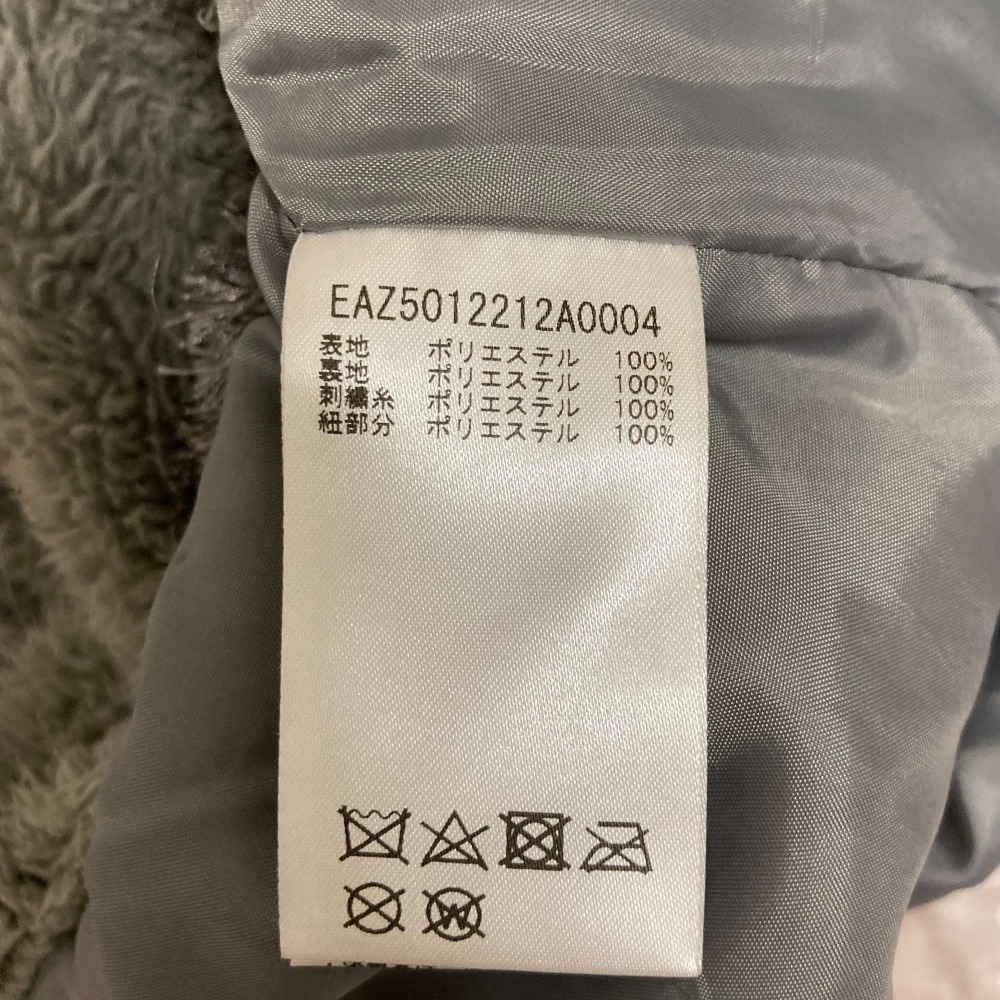 EAZ5012212A0004
表地 ポリエステル 100%
裏地 ポリエステル 100%
刺繍糸 ポリエステル 100%
紐部分 ポリエステル 100%
W